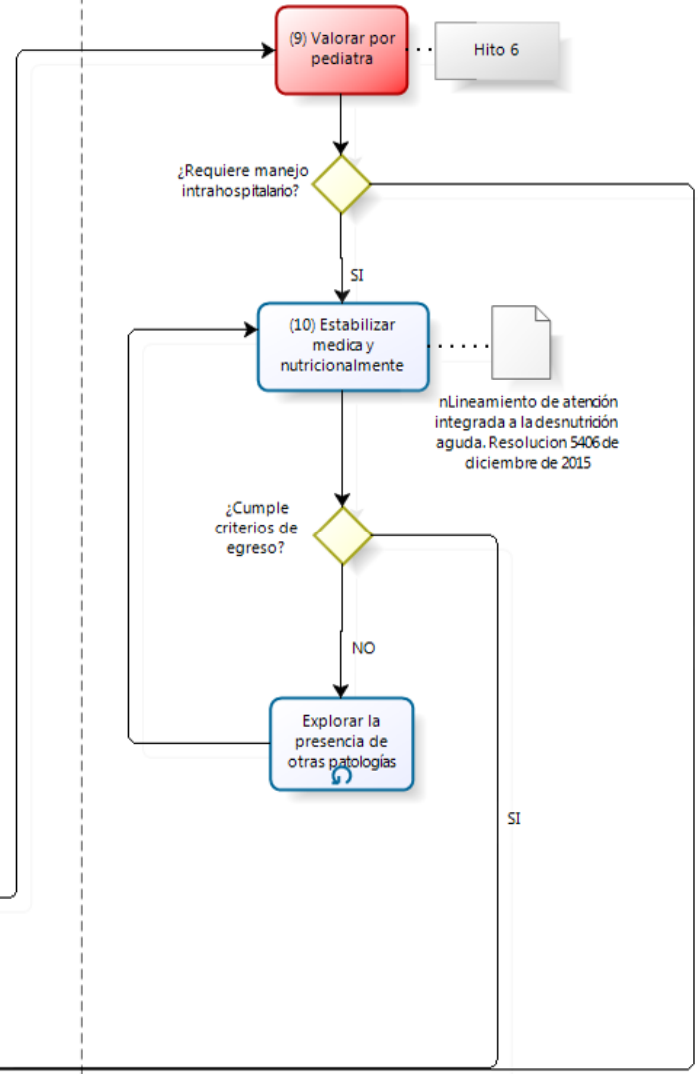 (9) Valorar por
pediatra
Hito 6
¿Requiere manejo
intrahospitalario?
SI
(10) Estabilizar
medica y
nutricionalmente
nLineamiento de atención
integrada a la desnutrición
aguda. Resolucion 5406 de
diciembre de 2015
¿Cumple
criterios de
egreso?
NO
Explorar la
presencia de
otras patologías
SI